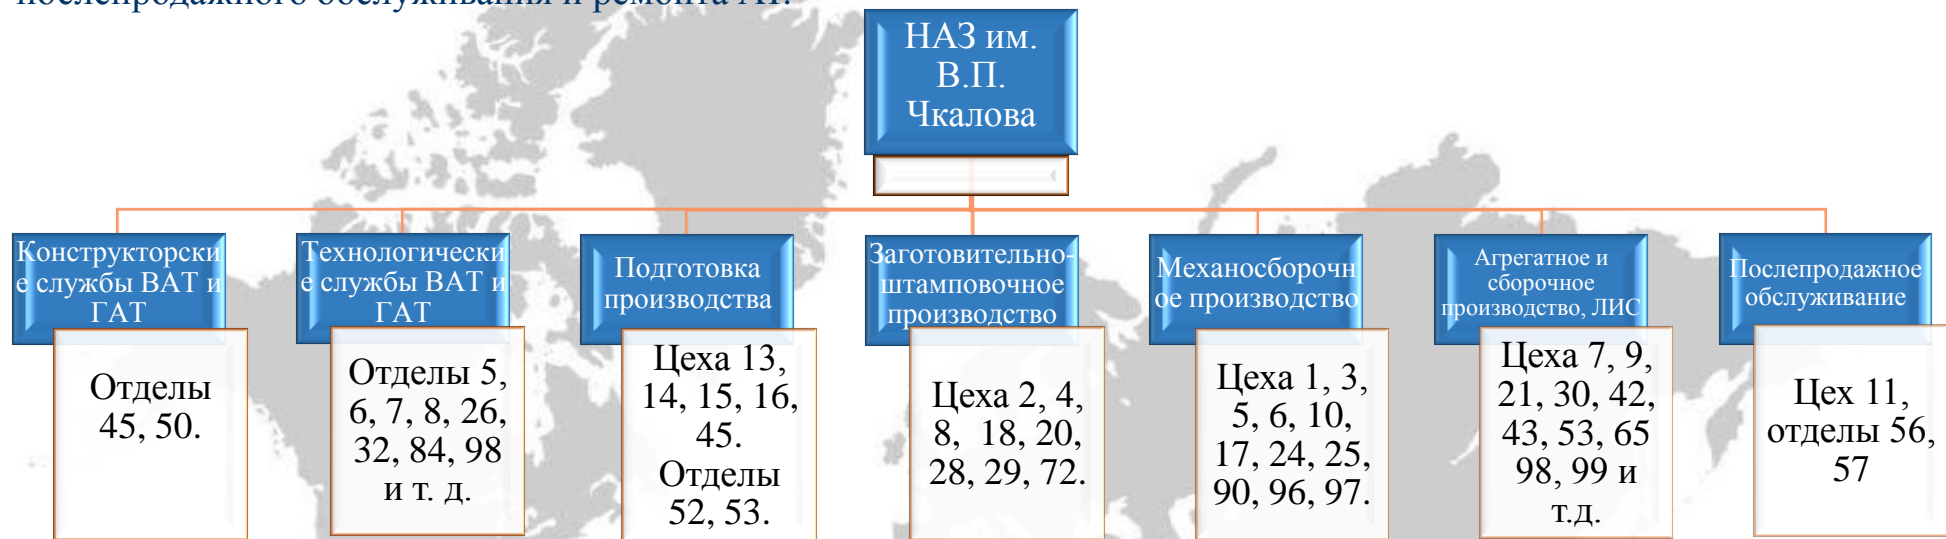 послепродажного обслуживания и ремонта АТ.
НАЗ им.
В.П.
Чкалова
Конструкторски
е службы ВАТ и
ГАТ
Отделы
45, 50.
Технологически
е службы ВАТ и
ГАТ
Отделы 5,
6, 7, 8, 26,
32, 84, 98
и т. д.
Подготовка
производства
Цеха 13,
14, 15, 16,
45.
Отделы
52, 53.
Заготовительно-
штамповочное
производство
Цеха 2, 4,
8, 18, 20,
28, 29, 72.
Механосборочн
ое производство
Цеха 1, 3,
5, 6, 10,
17, 24, 25,
90, 96, 97.
Агрегатное и
сборочное
производство, ЛИС
Цеха 7, 9,
21, 30, 42,
43, 53, 65
98, 99 и
т.д.
Послепродажное
обслуживание
Цех 11,
отделы 56,
57